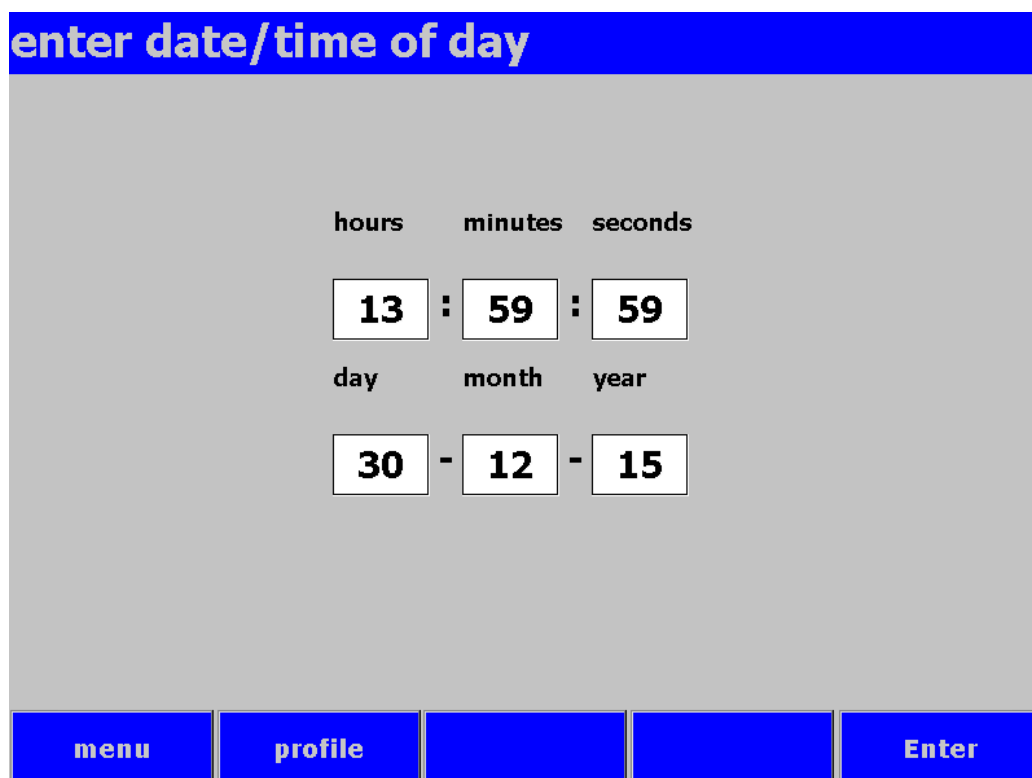 enter date/time of day
hours minutes seconds
13 : 59 : 59
day month year
30 - 12 - 15
menu profile Enter